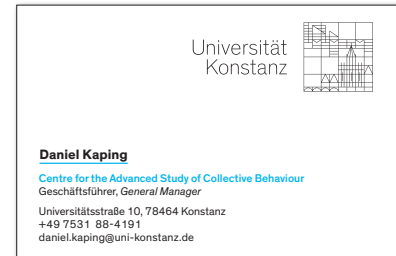 Universität
Konstanz
Daniel Kaping
Centre for the Advanced Study of Collective Behaviour
Geschäftsführer, General Manager
Universitätsstraße 10, 78464 Konstanz
+49 7531 88-4191
daniel.kaping@uni-konstanz.de